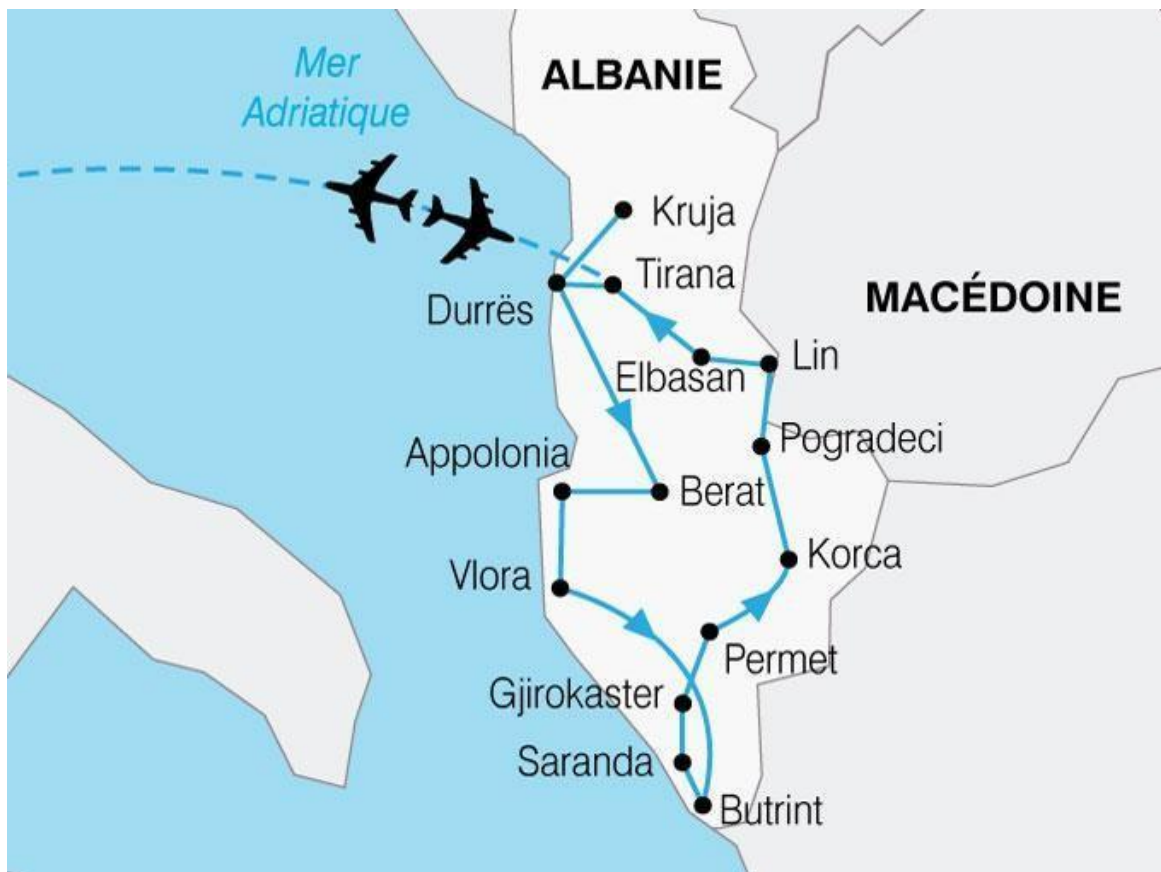 Mer
Adriatique
ALBANIE
Kruja
Tirana
Durrës
MACÉDOINE
Lin
Elbasan
Pogradeci
Appolonia
Berat
Korca
Vlora
Permet
Gjirokaster
Saranda
Butrint